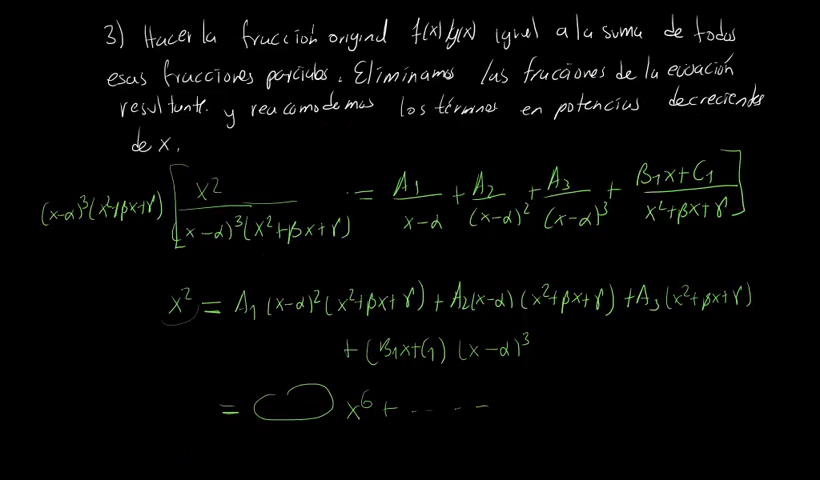 3) Hacer la fracción original f(x)/g(x) igual a la suma de todos
esas fracciones parciales. Eliminamos las fracciones de la ecuación
resultante y reacomodemos los términos en potencias decrecientes
de x.
(x-α)³(x²+βx+r) [ x² / (x-α)³(x²+βx+r) = A₁/(x-α) + A₂/(x-α)² + A₃/(x-α)³ + (B₁x+C₁)/(x²+βx+r) ]
x² = A₁(x-α)²(x²+βx+r) + A₂(x-α)(x²+βx+r) + A₃(x²+βx+r)
+ (B₁x+C₁)(x-α)³
= x⁶ + -----